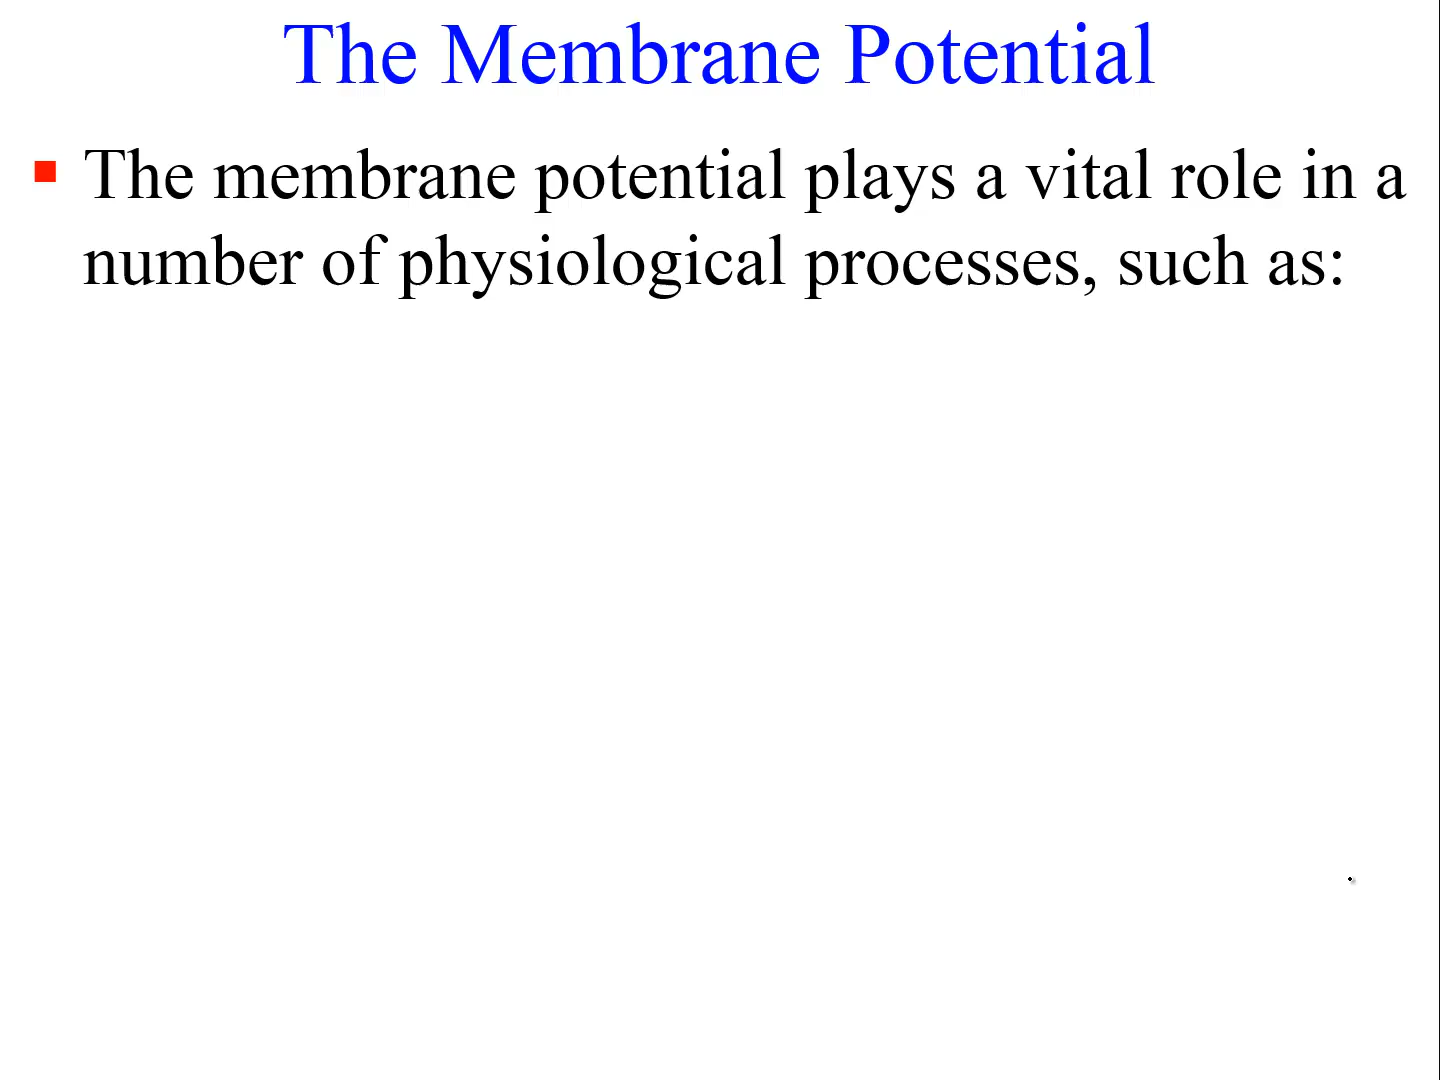 The Membrane Potential
The membrane potential plays a vital role in a
number of physiological processes, such as: